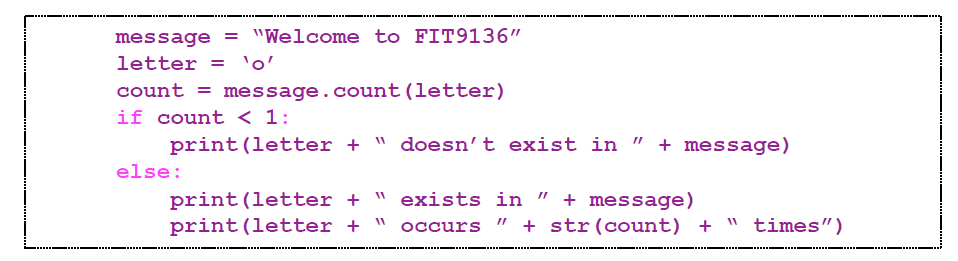 message = “Welcome to FIT9136”
letter = ‘o’
count = message.count(letter)
if count < 1:
    print(letter + “ doesn’t exist in ” + message)
else:
    print(letter + “ exists in ” + message)
    print(letter + “ occurs ” + str(count) + “ times”)